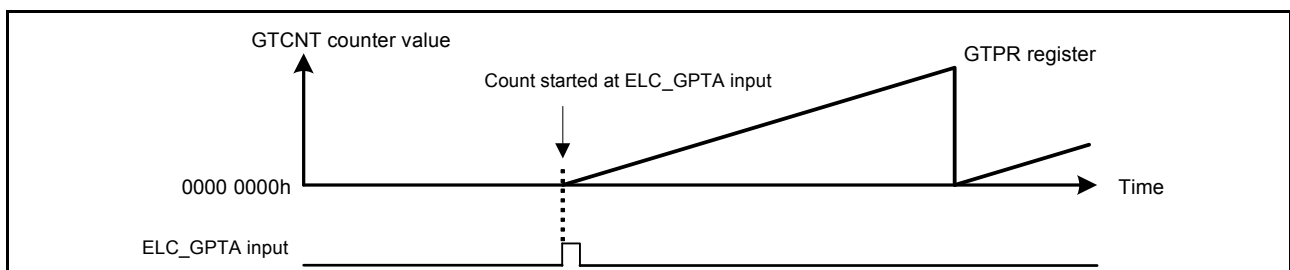 GTCNT counter value
GTPR register
Count started at ELC_GPTA input
0000 0000h
Time
ELC_GPTA input